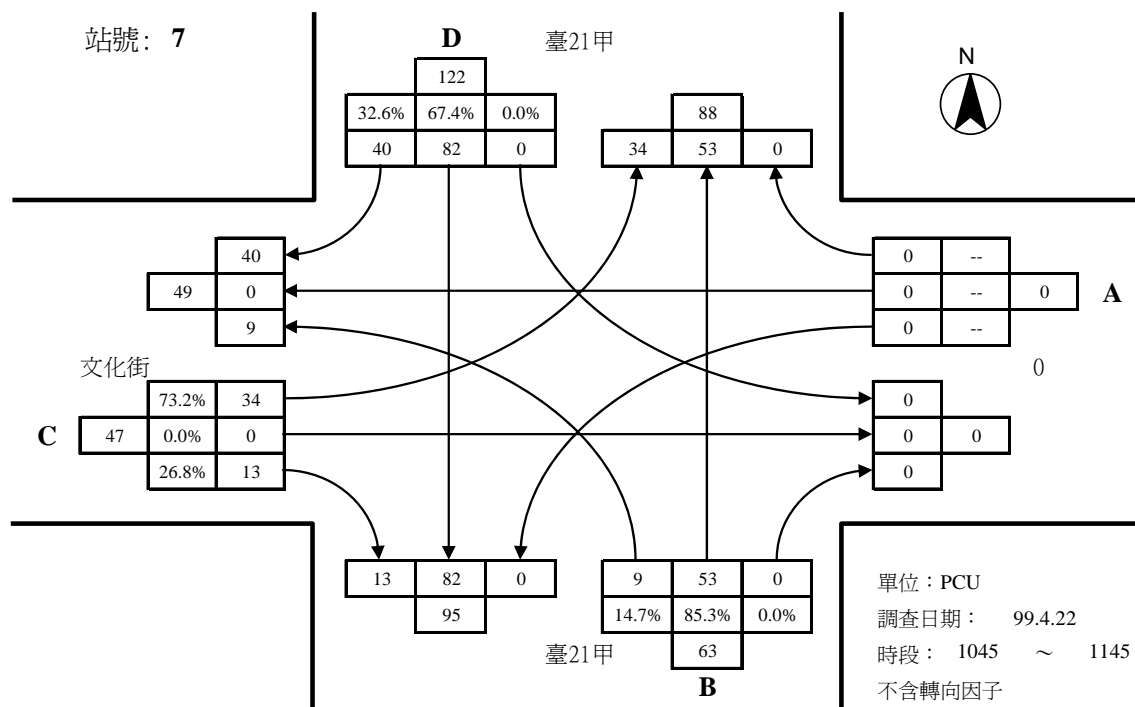 站號: 7
D
臺21甲
N
122
32.6% 67.4% 0.0%
40 82 0
88
34 53 0
40
49 0
9
0 --
0 -- 0
0 --
A
文化街
0
73.2% 34
47 0.0% 0
26.8% 13
C
0
0 0
0
13 82 0
95
9 53 0
14.7% 85.3% 0.0%
63
臺21甲
B
單位：PCU
調查日期： 99.4.22
時段： 1045 ～ 1145
不含轉向因子